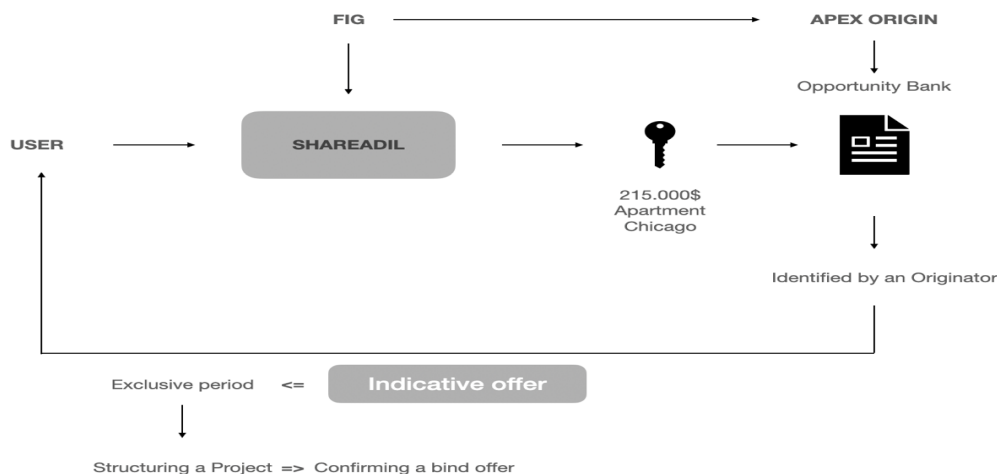 FIG
APEX ORIGIN
Opportunity Bank
USER
SHAREADIL
215.000$
Apartment
Chicago
Identified by an Originator
Exclusive period <= Indicative offer
Structuring a Project => Confirming a bind offer